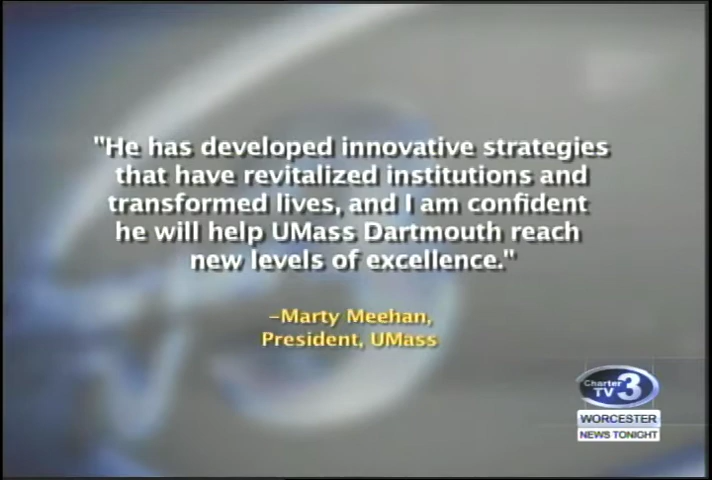 "He has developed innovative strategies
that have revitalized institutions and
transformed lives, and I am confident
he will help UMass Dartmouth reach
new levels of excellence."
–Marty Meehan,
President, UMass
Charter
TV 3
WORCESTER
NEWS TONIGHT